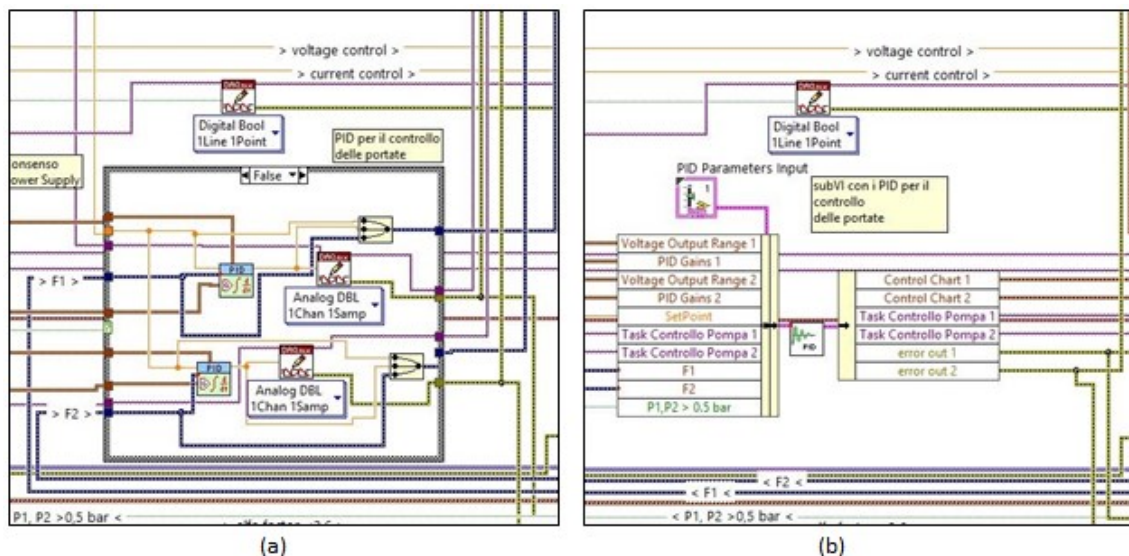 > voltage control >
> current control >
DAQmx
Digital Bool
1Line 1Point
PID per il controllo
delle portate
onsenso
ower Supply
False
PID
DAQmx
> F1 >
Analog DBL
1Chan 1Samp
PID
DAQmx
> F2 >
Analog DBL
1Chan 1Samp
P1, P2 >0,5 bar <
(a)
> voltage control >
> current control >
DAQmx
Digital Bool
1Line 1Point
PID Parameters Input
1
subVI con i PID per il
controllo
delle portate
Voltage Output Range 1
PID Gains 1
Voltage Output Range 2
PID Gains 2
SetPoint
Task Controllo Pompa 1
Task Controllo Pompa 2
F1
F2
P1,P2 > 0.5 bar
PID
Control Chart 1
Control Chart 2
Task Controllo Pompa 1
Task Controllo Pompa 2
error out 1
error out 2
< F2 <
< F1 <
< P1, P2 >0,5 bar <
(b)